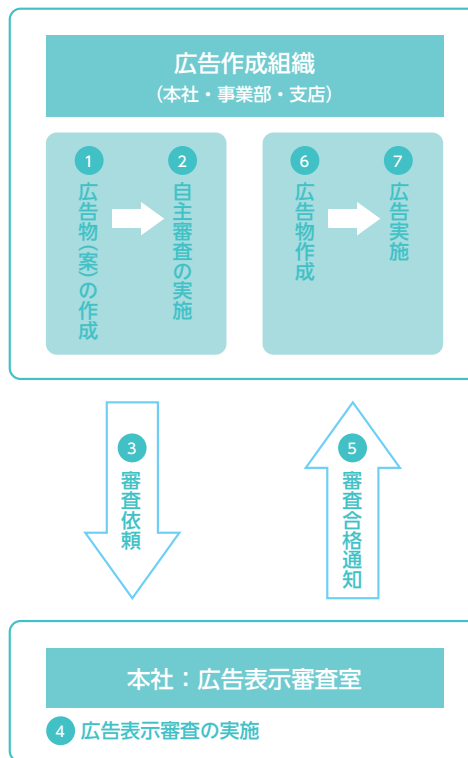 広告作成組織
（本社・事業部・支店）
1 広告物（案）の作成
2 自主審査の実施
3 審査依頼
本社：広告表示審査室
4 広告表示審査の実施
5 審査合格通知
6 広告物作成
7 広告実施